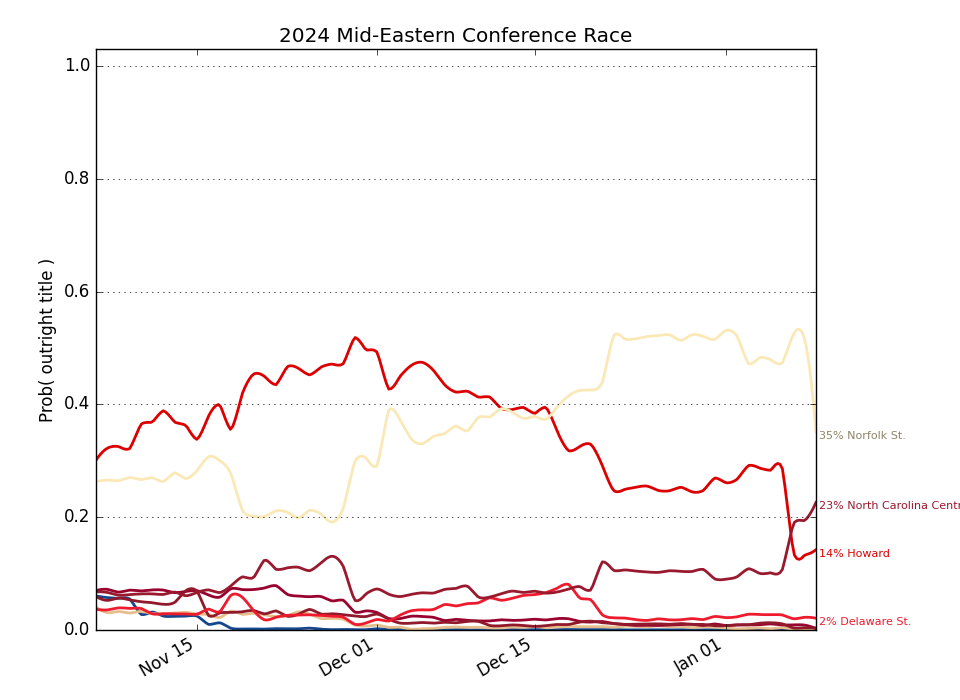 2024 Mid-Eastern Conference Race
Prob( outright title )
1.0
0.8
0.6
0.4
0.2
0.0
Nov 15
Dec 01
Dec 15
Jan 01
35% Norfolk St.
23% North Carolina Centr
14% Howard
2% Delaware St.